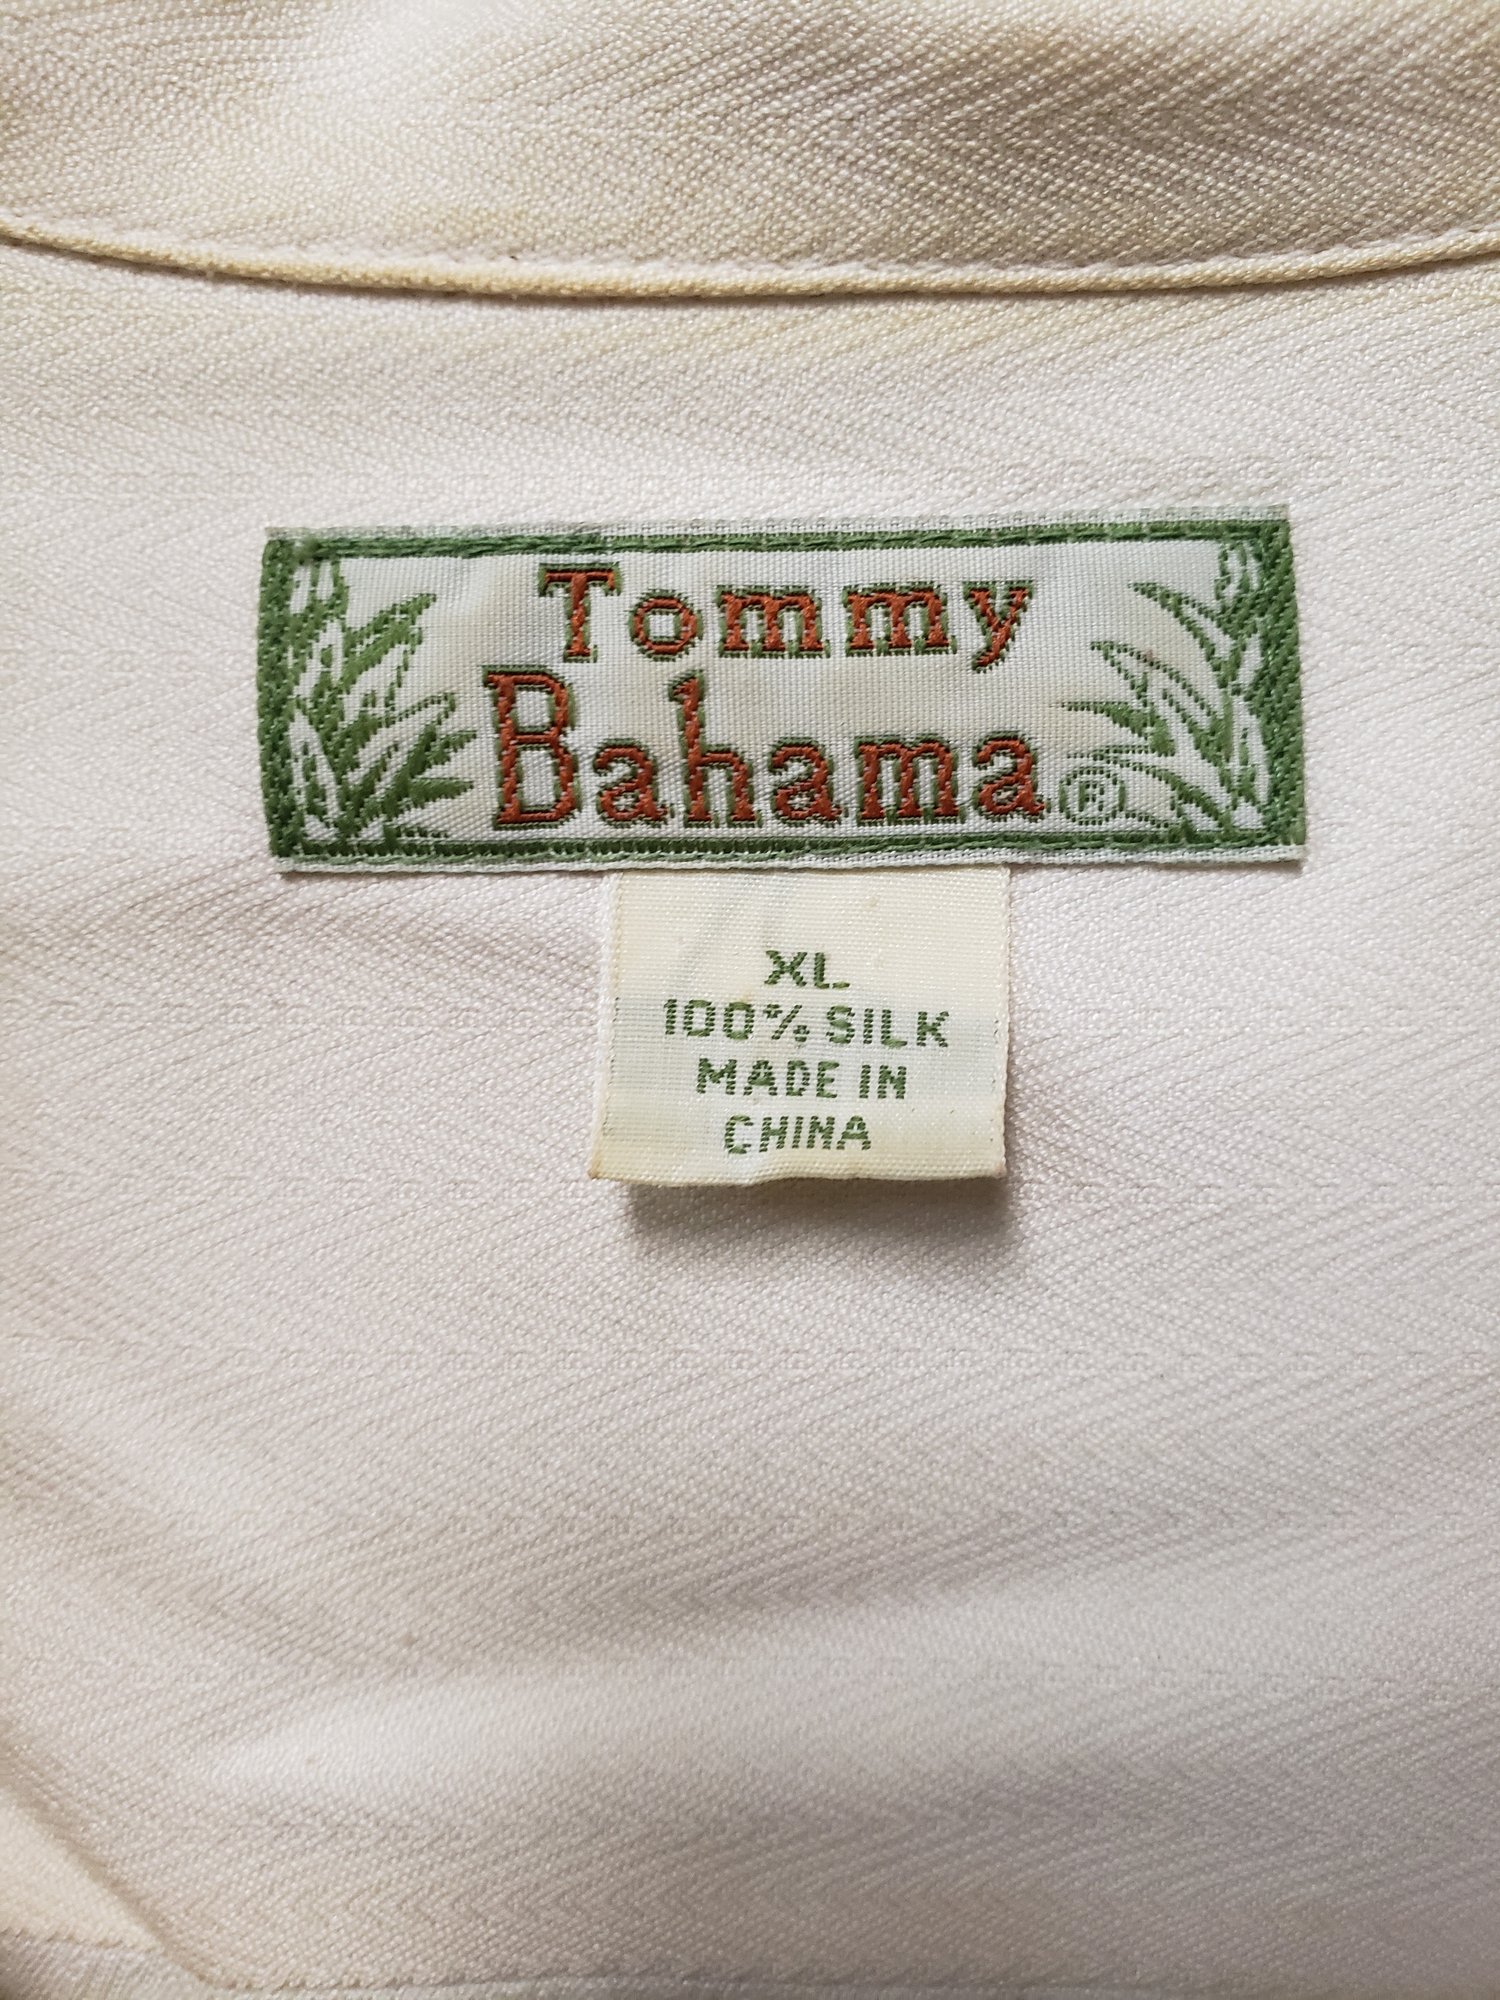 Tommy
Bahama®
XL
100% SILK
MADE IN
CHINA